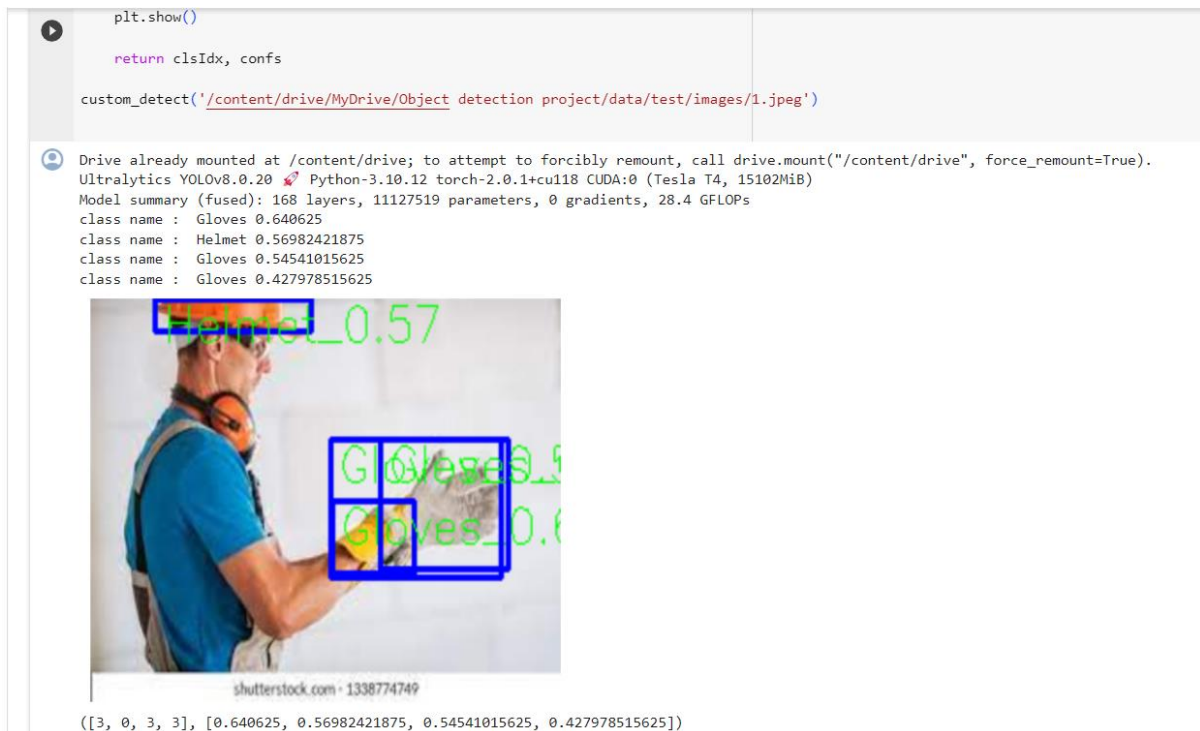 plt.show()
return clsIdx, confs
custom_detect('/content/drive/MyDrive/Object detection project/data/test/images/1.jpeg')
Drive already mounted at /content/drive; to attempt to forcibly remount, call drive.mount("/content/drive", force_remount=True).
Ultralytics YOLOv8.0.20 🚀 Python-3.10.12 torch-2.0.1+cu118 CUDA:0 (Tesla T4, 15102MiB)
Model summary (fused): 168 layers, 11127519 parameters, 0 gradients, 28.4 GFLOPs
class name :  Gloves 0.640625
class name :  Helmet 0.56982421875
class name :  Gloves 0.54541015625
class name :  Gloves 0.427978515625
Helmet_0.57
Gloves_0.6
shutterstock.com · 1338774749
([3, 0, 3, 3], [0.640625, 0.56982421875, 0.54541015625, 0.427978515625])